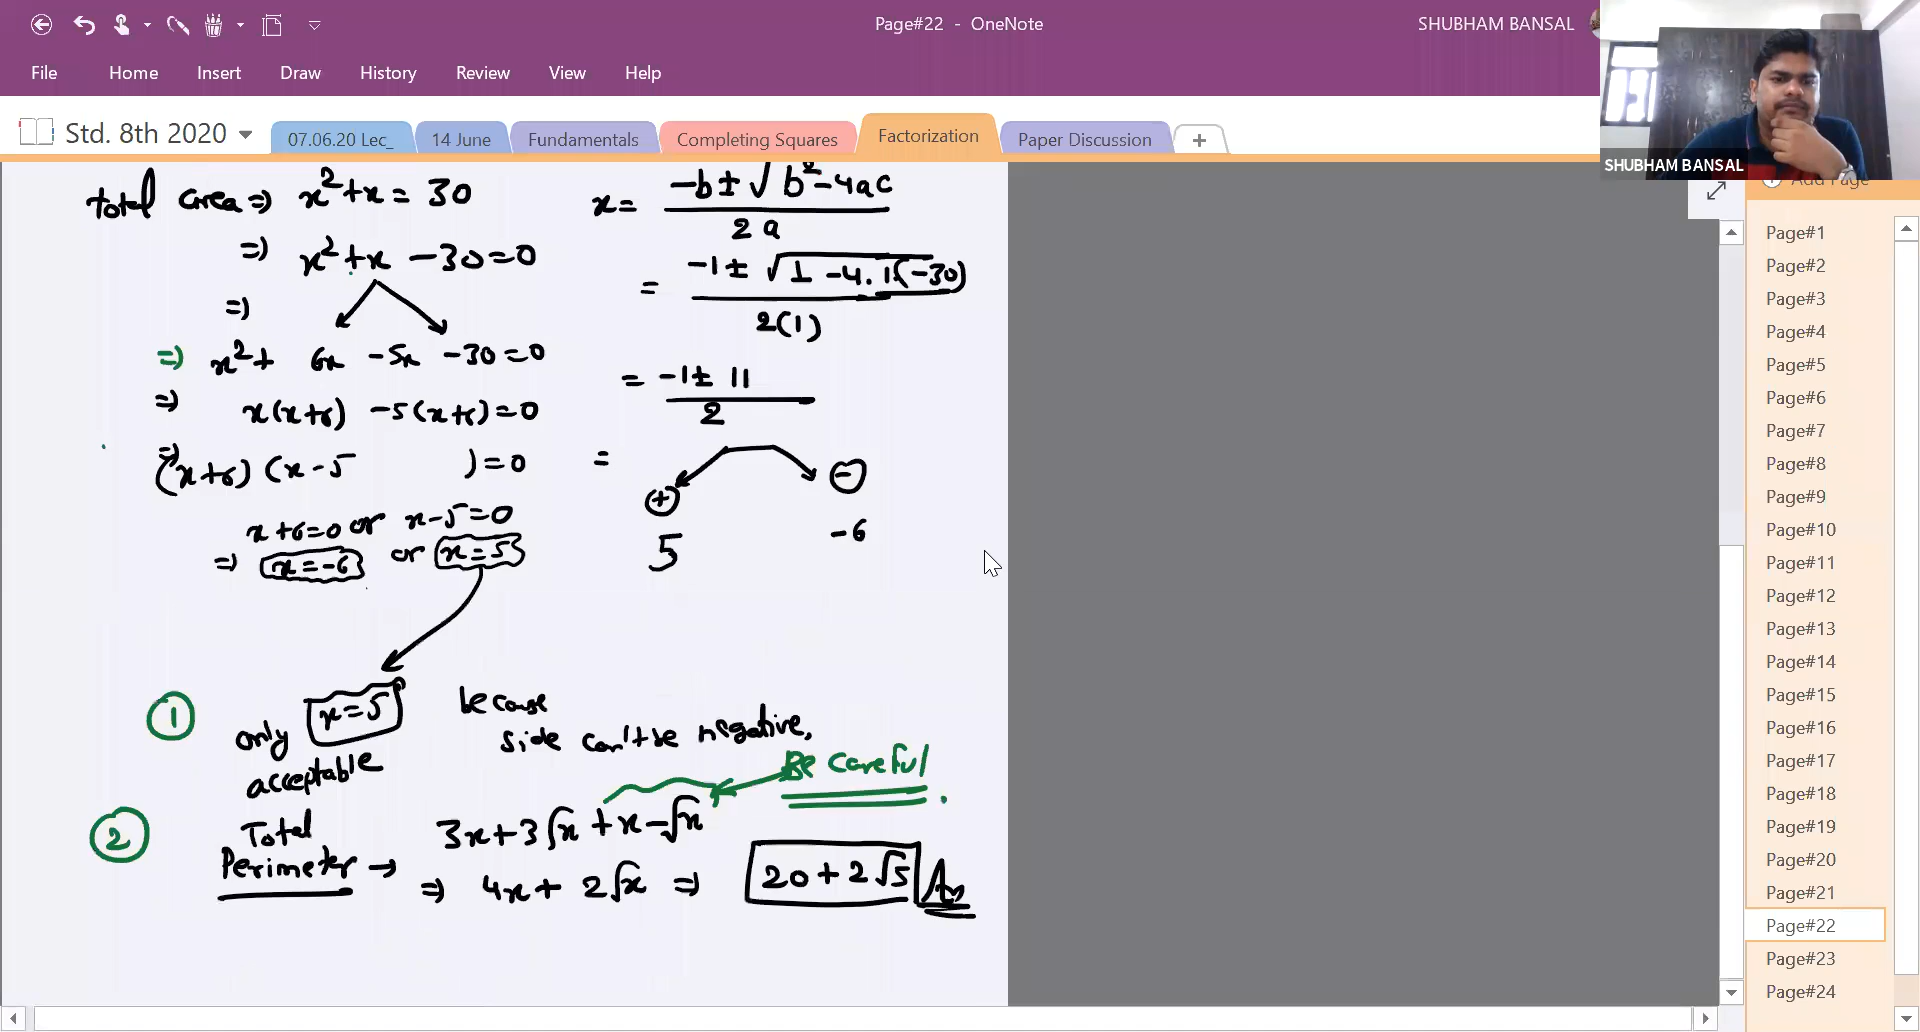 Page#22 - OneNote
SHUBHAM BANSAL
File Home Insert Draw History Review View Help
Std. 8th 2020
07.06.20 Lec_ 14 June Fundamentals Completing Squares Factorization Paper Discussion +
SHUBHAM BANSAL
Add Page
total area ⇒ x²+x = 30
⇒ x²+x -30=0
⇒
⇒ x²+ 6x -5x -30=0
⇒ x(x+6) -5(x+6)=0
⇒ (x+6) (x-5 )=0
x+6=0 or x-5=0
⇒ x=-6 or x=5
x= -b± √b²-4ac
2a
= -1± √1 -4.1(-30)
2(1)
= -1± 11
2
=
+ -
5 -6
1 only x=5 because
acceptable side can't be negative,
Be careful
2 Total
Perimeter → 3x+3√x +x-√x
⇒ 4x+ 2√x ⇒ 20+2√5 Ans
Page#1
Page#2
Page#3
Page#4
Page#5
Page#6
Page#7
Page#8
Page#9
Page#10
Page#11
Page#12
Page#13
Page#14
Page#15
Page#16
Page#17
Page#18
Page#19
Page#20
Page#21
Page#22
Page#23
Page#24